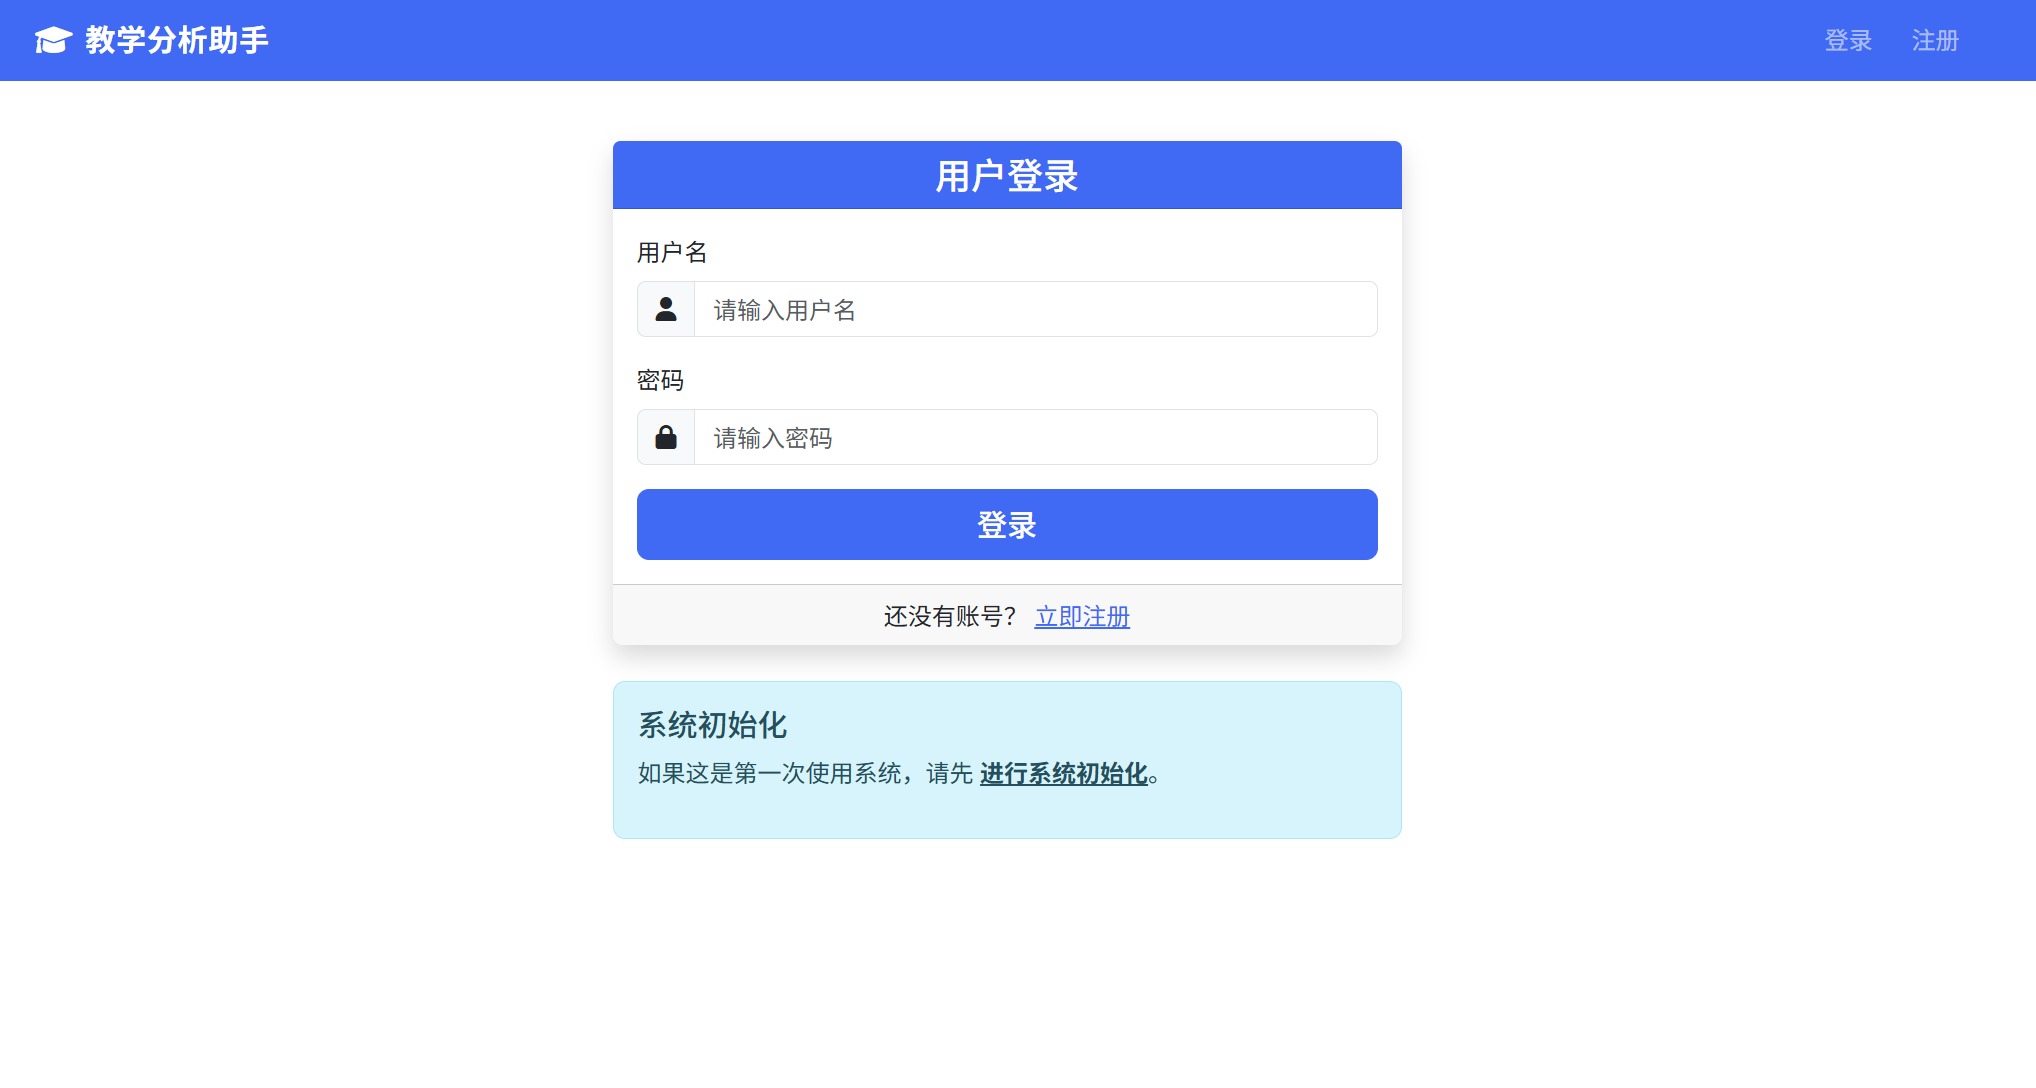 教学分析助手
登录 注册
用户登录
用户名
请输入用户名
密码
请输入密码
登录
还没有账号？ 立即注册
系统初始化
如果这是第一次使用系统，请先 进行系统初始化。